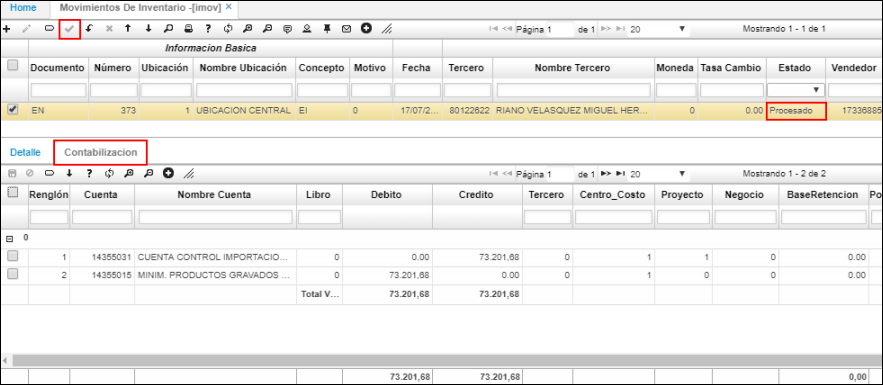 Home Movimientos De Inventario -[imov] ×
Página 1 de 1 20 Mostrando 1 - 1 de 1
Informacion Basica
Documento Número Ubicación Nombre Ubicación Concepto Motivo Fecha Tercero Nombre Tercero Moneda Tasa Cambio Estado Vendedor
EN 373 1 UBICACION CENTRAL EI 0 17/07/2... 80122622 RIANO VELASQUEZ MIGUEL HER... 0 0.00 Procesado 17336885
Detalle Contabilizacion
Página 1 de 1 20 Mostrando 1 - 2 de 2
Renglón Cuenta Nombre Cuenta Libro Debito Credito Tercero Centro_Costo Proyecto Negocio BaseRetencion Po
0
1 14355031 CUENTA CONTROL IMPORTACIO... 0 0.00 73.201,68 0 1 1 0 0.00
2 14355015 MINIM. PRODUCTOS GRAVADOS ... 0 73.201,68 0.00 0 1 0 0 0.00
Total V... 73.201,68 73.201,68
73.201,68 73.201,68 0,00